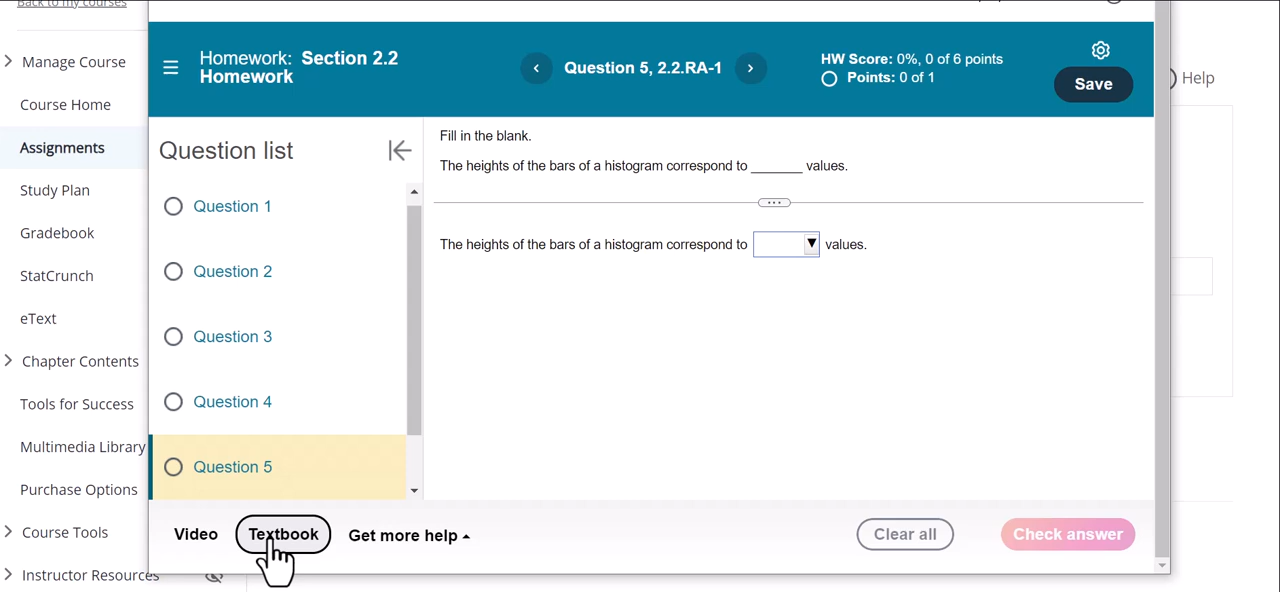 Back to my courses
Manage Course
Course Home
Assignments
Study Plan
Gradebook
StatCrunch
eText
Chapter Contents
Tools for Success
Multimedia Library
Purchase Options
Course Tools
Instructor Resources
Homework: Section 2.2
Homework
Question 5, 2.2.RA-1
HW Score: 0%, 0 of 6 points
Points: 0 of 1
Save
Help
Question list
Question 1
Question 2
Question 3
Question 4
Question 5
Fill in the blank.
The heights of the bars of a histogram correspond to _______ values.
The heights of the bars of a histogram correspond to values.
Video
Textbook
Get more help
Clear all
Check answer